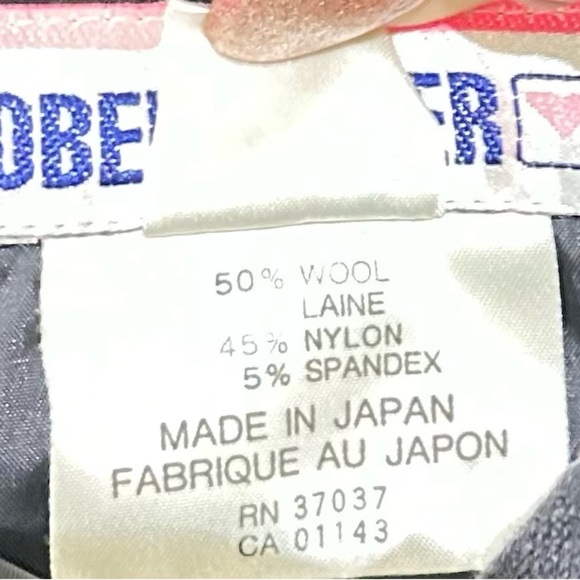 50% WOOL
LAINE
45% NYLON
5% SPANDEX
MADE IN JAPAN
FABRIQUE AU JAPON
RN 37037
CA 01143